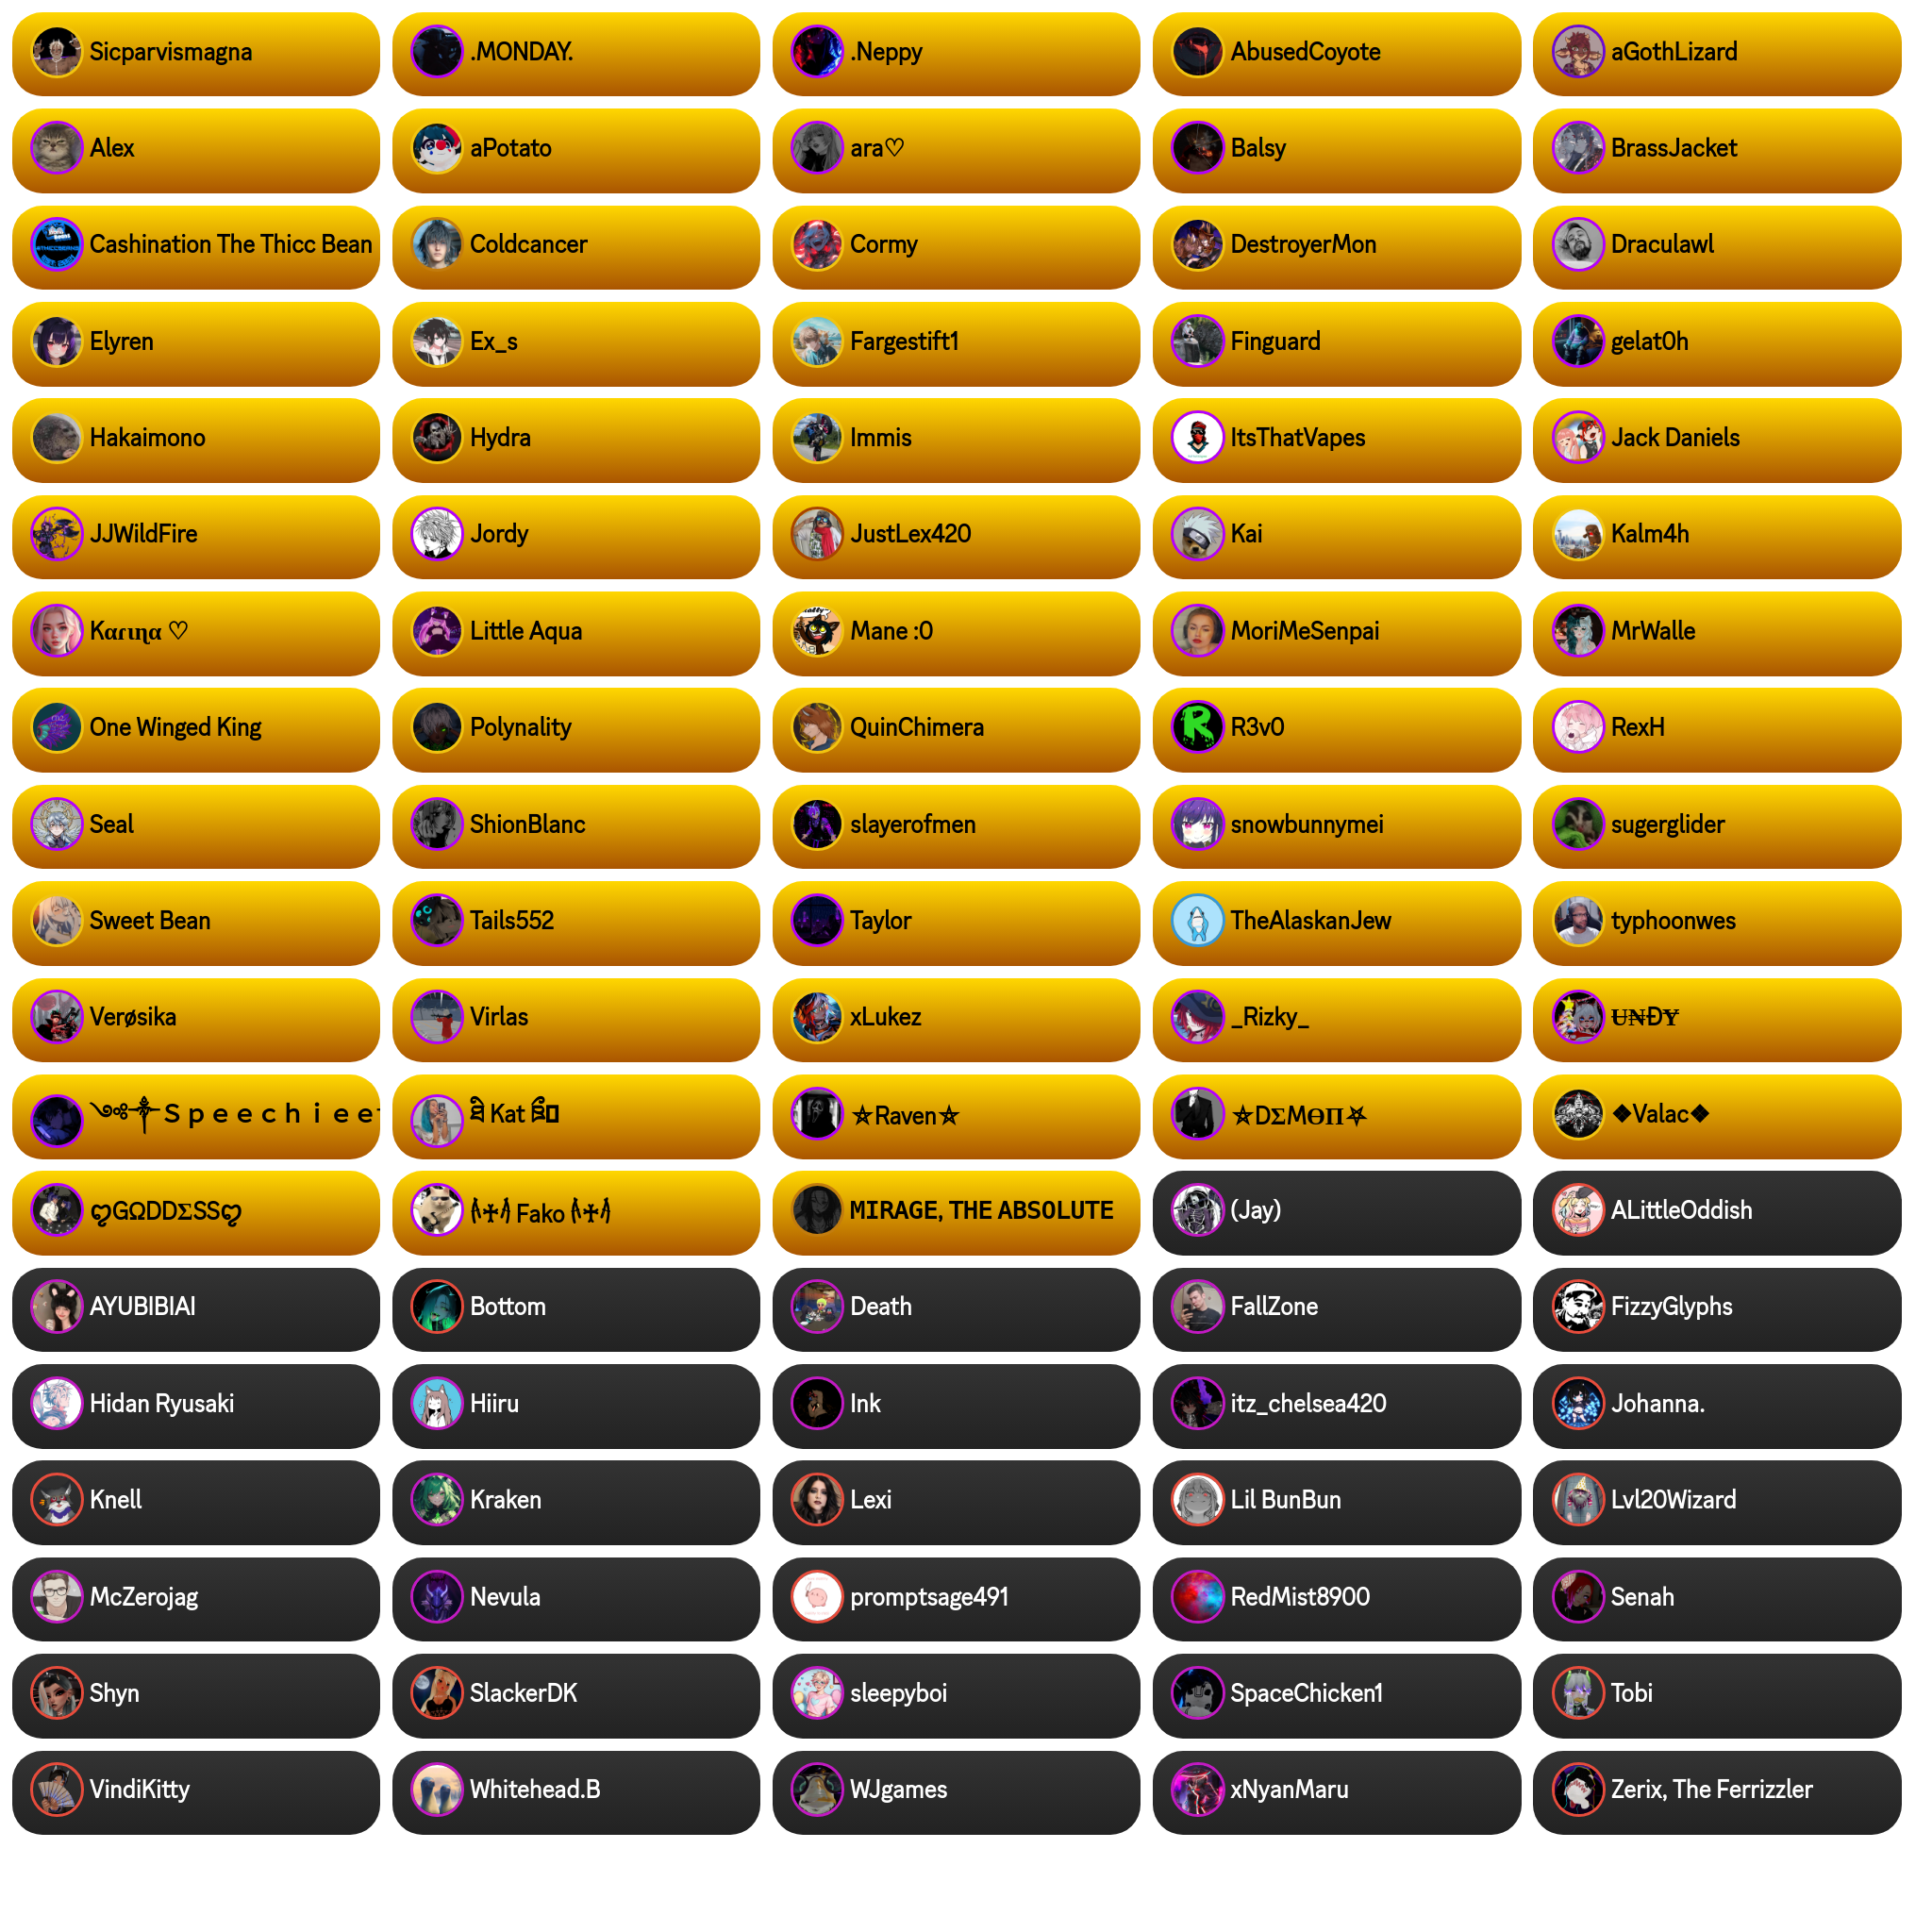 Sicparvismagna
.MONDAY.
.Neppy
AbusedCoyote
aGothLizard
Alex
aPotato
ara♡
Balsy
BrassJacket
Cashination The Thicc Bean
Coldcancer
Cormy
DestroyerMon
Draculawl
Elyren
Ex_s
Fargestift1
Finguard
gelat0h
Hakaimono
Hydra
Immis
ItsThatVapes
Jack Daniels
JJWildFire
Jordy
JustLex420
Kai
Kalm4h
Kαɾιɳα ♡
Little Aqua
Mane :0
MoriMeSenpai
MrWalle
One Winged King
Polynality
QuinChimera
R3v0
RexH
Seal
ShionBlanc
slayerofmen
snowbunnymei
sugerglider
Sweet Bean
Tails552
Taylor
TheAlaskanJew
typhoonwes
Verøsika
Virlas
xLukez
_Rizky_
U̶N̶ĐY̶
༺✟Ｓｐｅｅｃｈｉｅｅ
Kat
⛤Raven⛤
⛤DΣMӨП⛧
❖Valac❖
ღGΩDDΣSSღ
Fako
MIRAGE, THE ABSOLUTE
(Jay)
ALittleOddish
AYUBIBIAI
Bottom
Death
FallZone
FizzyGlyphs
Hidan Ryusaki
Hiiru
Ink
itz_chelsea420
Johanna.
Knell
Kraken
Lexi
Lil BunBun
Lvl20Wizard
McZerojag
Nevula
promptsage491
RedMist8900
Senah
Shyn
SlackerDK
sleepyboi
SpaceChicken1
Tobi
VindiKitty
Whitehead.B
WJgames
xNyanMaru
Zerix, The Ferrizzler